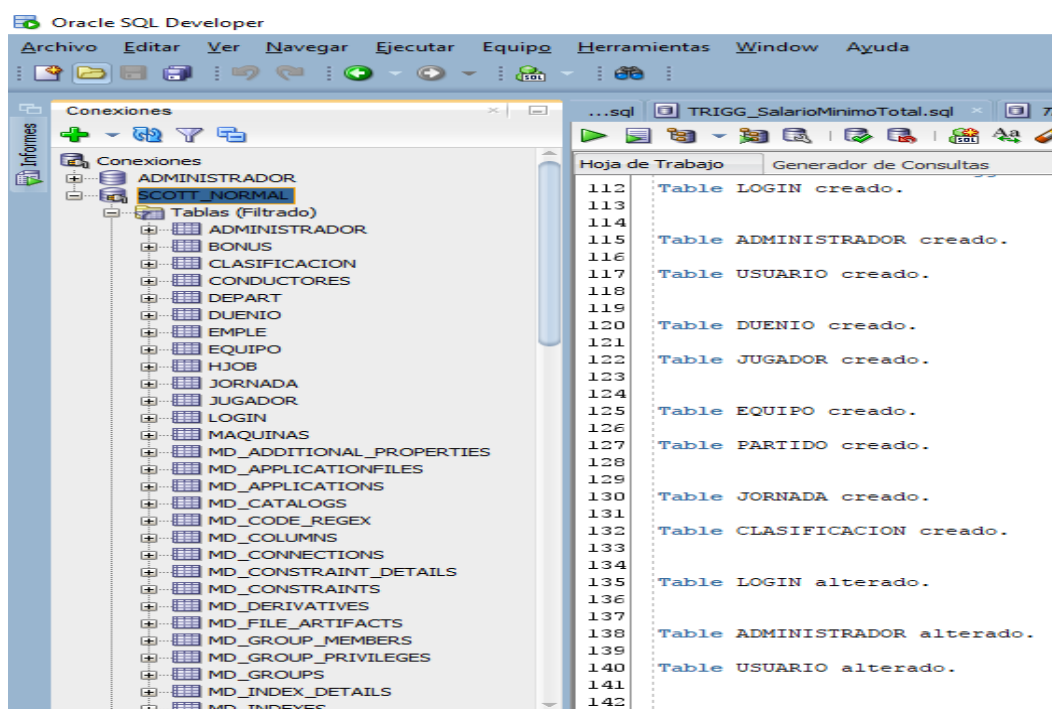 Oracle SQL Developer
Archivo Editar Ver Navegar Ejecutar Equipo Herramientas Window Ayuda
SQL
Informes
Conexiones
Conexiones
ADMINISTRADOR
SCOTT_NORMAL
Tablas (Filtrado)
ADMINISTRADOR
BONUS
CLASIFICACION
CONDUCTORES
DEPART
DUENIO
EMPLE
EQUIPO
HJOB
JORNADA
JUGADOR
LOGIN
MAQUINAS
MD_ADDITIONAL_PROPERTIES
MD_APPLICATIONFILES
MD_APPLICATIONS
MD_CATALOGS
MD_CODE_REGEX
MD_COLUMNS
MD_CONNECTIONS
MD_CONSTRAINT_DETAILS
MD_CONSTRAINTS
MD_DERIVATIVES
MD_FILE_ARTIFACTS
MD_GROUP_MEMBERS
MD_GROUP_PRIVILEGES
MD_GROUPS
MD_INDEX_DETAILS
MD_INDEXES
...sql TRIGG_SalarioMinimoTotal.sql
Hoja de Trabajo Generador de Consultas
112 Table LOGIN creado.
113
114
115 Table ADMINISTRADOR creado.
116
117 Table USUARIO creado.
118
119
120 Table DUENIO creado.
121
122 Table JUGADOR creado.
123
124
125 Table EQUIPO creado.
126
127 Table PARTIDO creado.
128
129
130 Table JORNADA creado.
131
132 Table CLASIFICACION creado.
133
134
135 Table LOGIN alterado.
136
137
138 Table ADMINISTRADOR alterado.
139
140 Table USUARIO alterado.
141
142